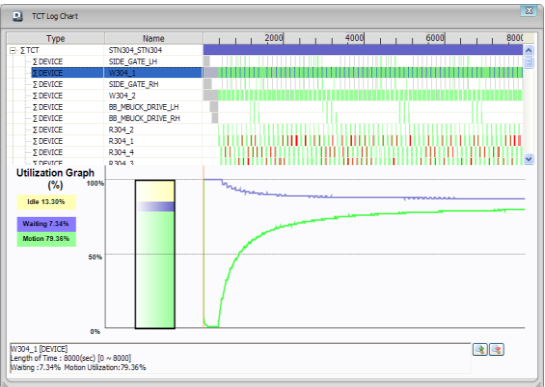 TCT Log Chart
Type Name 2000 4000 6000 8000
Σ TCT STN304_STN304
Σ DEVICE SIDE_GATE_LH
Σ DEVICE W304_1
Σ DEVICE SIDE_GATE_RH
Σ DEVICE W304_2
Σ DEVICE BB_MBUCK_DRIVE_LH
Σ DEVICE BB_MBUCK_DRIVE_RH
Σ DEVICE R304_2
Σ DEVICE R304_1
Σ DEVICE R304_4
Σ DEVICE R304_3
Utilization Graph
(%)
100%
Idle 13.30%
Waiting 7.34%
Motion 79.36%
50%
0%
W304_1 [DEVICE]
Length of Time : 8000(sec) [0 ~ 8000]
Waiting :7.34% Motion Utilization:79.36%